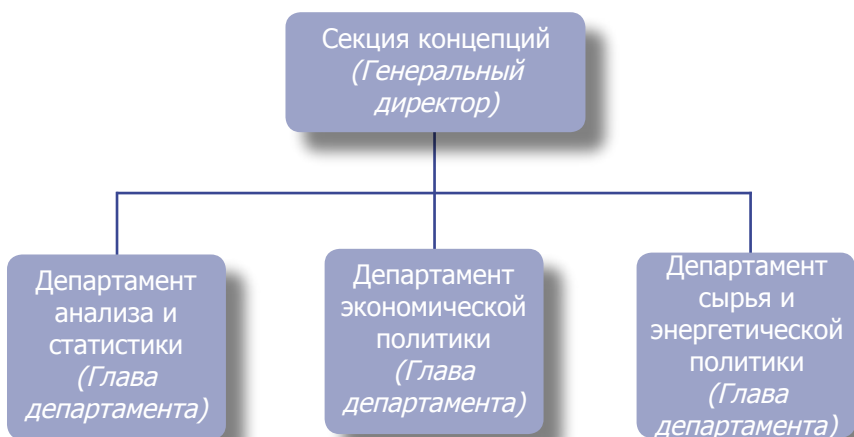 Секция концепций
(Генеральный
директор)
Департамент
анализа и
статистики
(Глава
департамента)
Департамент
экономической
политики
(Глава
департамента)
Департамент
сырья и
энергетической
политики
(Глава
департамента)